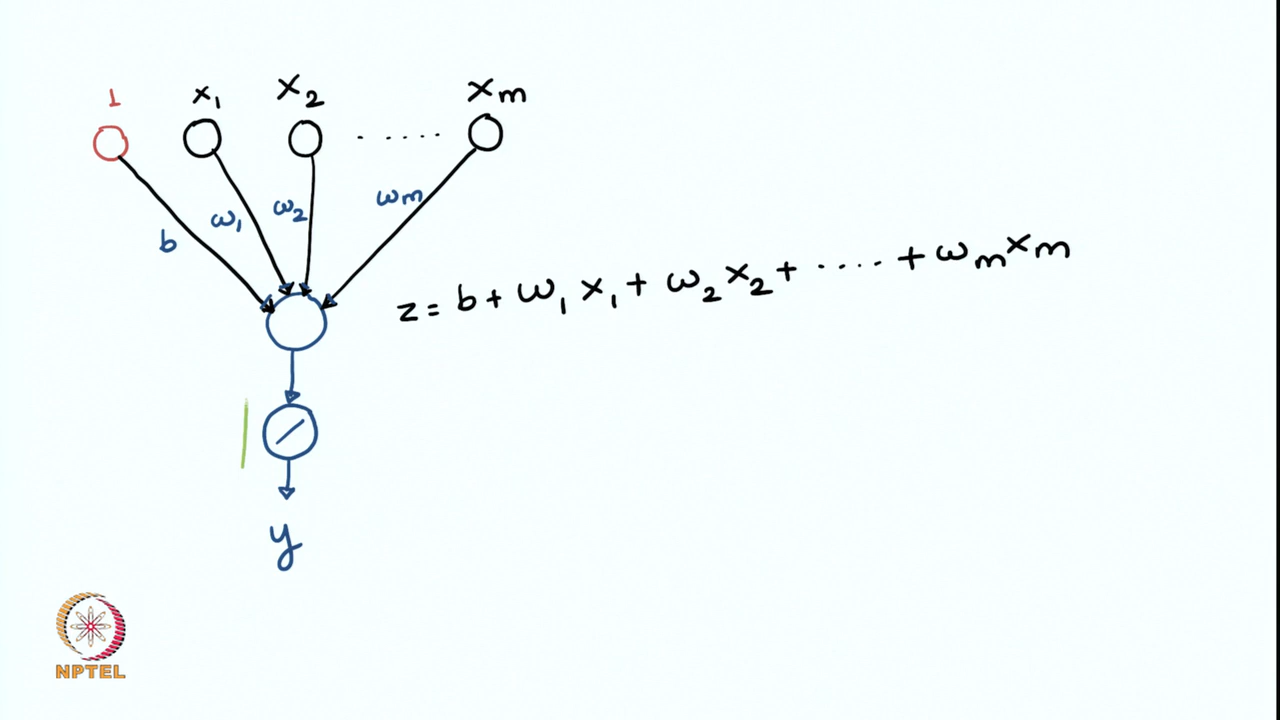 1 x₁ x₂ ...... xₘ
b ω₁ ω₂ ωₘ
z = b + ω₁x₁ + ω₂x₂ + ..... + ωₘxₘ
y
NPTEL